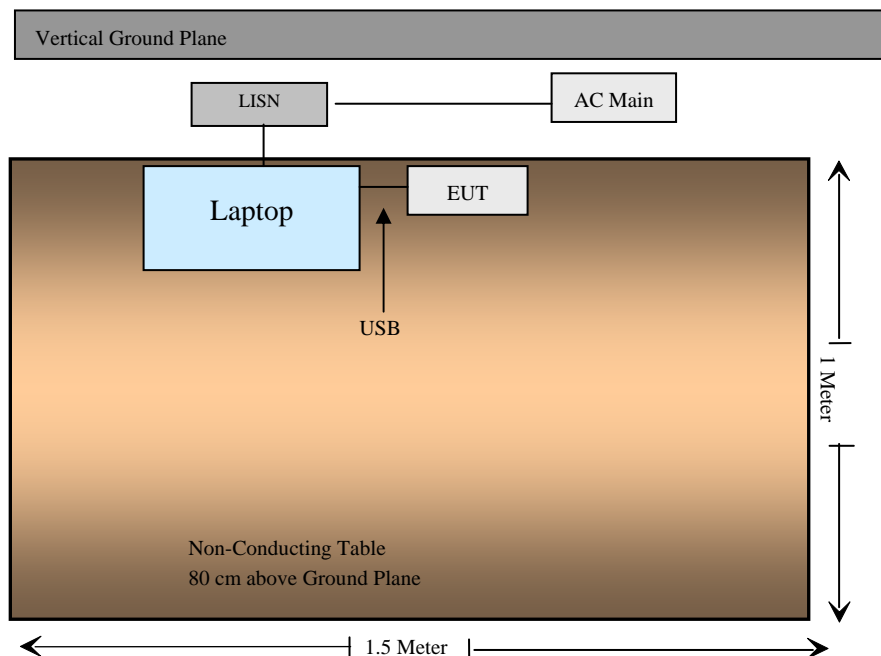 Vertical Ground Plane
LISN
AC Main
Laptop
EUT
USB
1 Meter
Non-Conducting Table
80 cm above Ground Plane
1.5 Meter